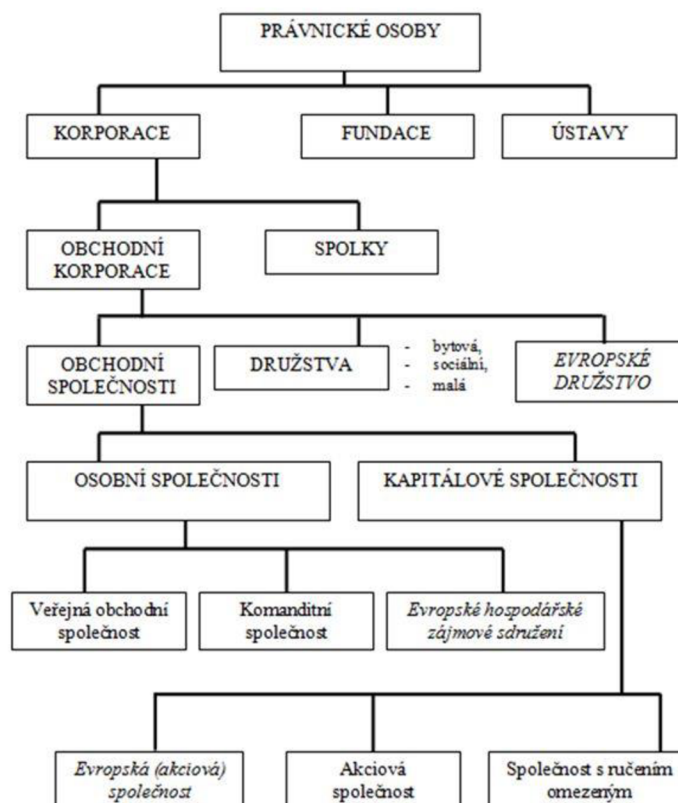 PRÁVNICKÉ OSOBY
KORPORACE
FUNDACE
ÚSTAVY
OBCHODNÍ
KORPORACE
SPOLKY
OBCHODNÍ
SPOLEČNOSTI
DRUŽSTVA
- bytová,
- sociální,
- malá
EVROPSKÉ
DRUŽSTVO
OSOBNÍ SPOLEČNOSTI
KAPITÁLOVÉ SPOLEČNOSTI
Veřejná obchodní
společnost
Komanditní
společnost
Evropské hospodářské
zájmové sdružení
Evropská (akciová)
společnost
Akciová
společnost
Společnost s ručením
omezeným